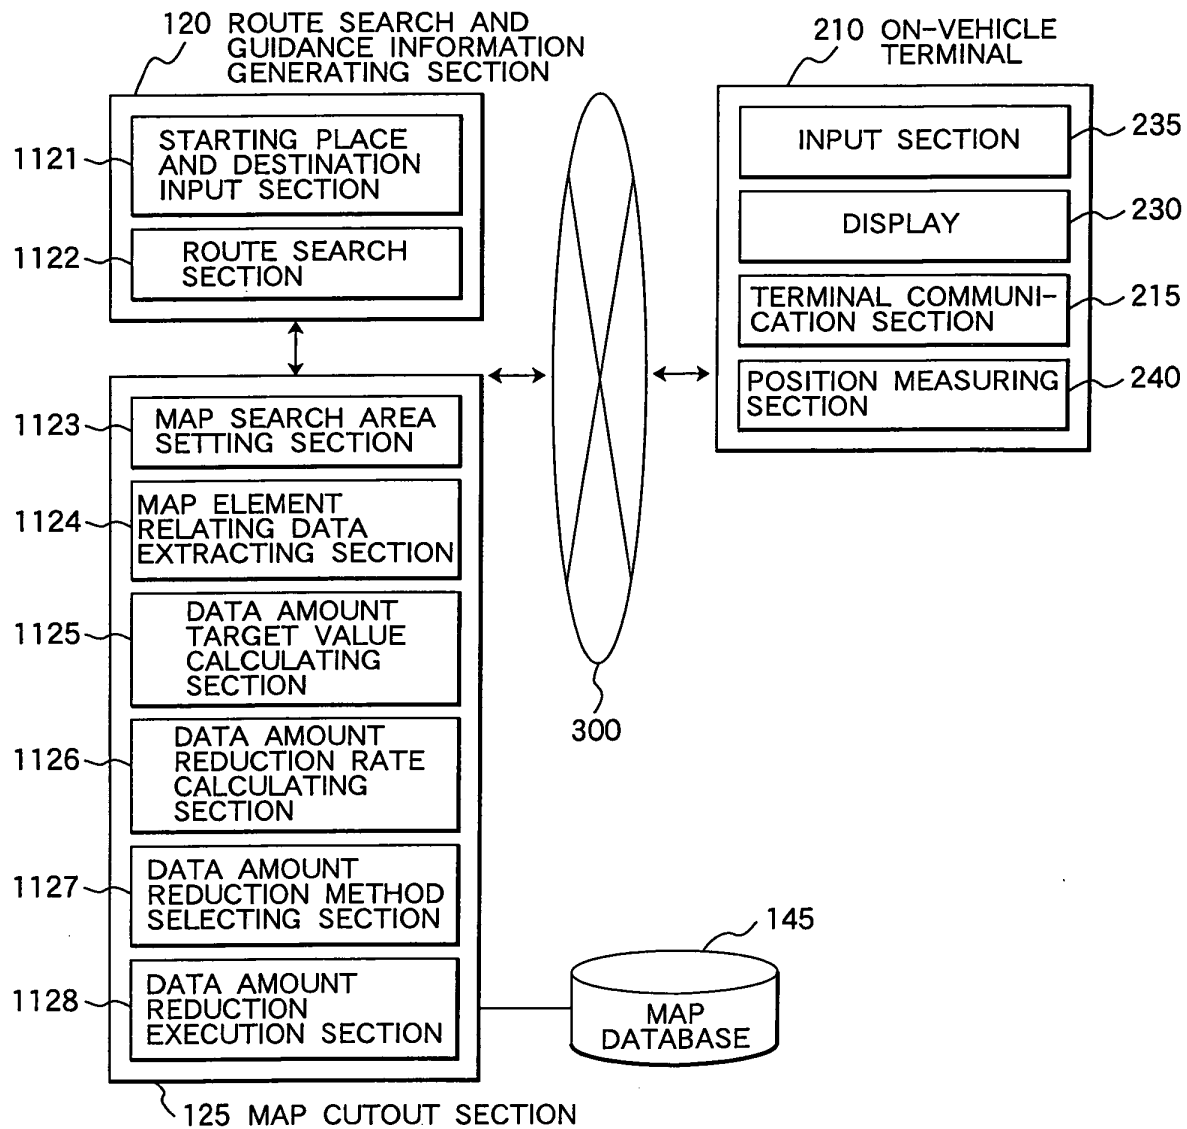 120 ROUTE SEARCH AND
GUIDANCE INFORMATION
GENERATING SECTION
1121
STARTING PLACE
AND DESTINATION
INPUT SECTION
1122
ROUTE SEARCH
SECTION
1123
MAP SEARCH AREA
SETTING SECTION
1124
MAP ELEMENT
RELATING DATA
EXTRACTING SECTION
1125
DATA AMOUNT
TARGET VALUE
CALCULATING
SECTION
1126
DATA AMOUNT
REDUCTION RATE
CALCULATING
SECTION
1127
DATA AMOUNT
REDUCTION METHOD
SELECTING SECTION
1128
DATA AMOUNT
REDUCTION
EXECUTION SECTION
125 MAP CUTOUT SECTION
300
145
MAP
DATABASE
210 ON-VEHICLE
TERMINAL
INPUT SECTION
235
DISPLAY
230
TERMINAL COMMUNI-
CATION SECTION
215
POSITION MEASURING
SECTION
240